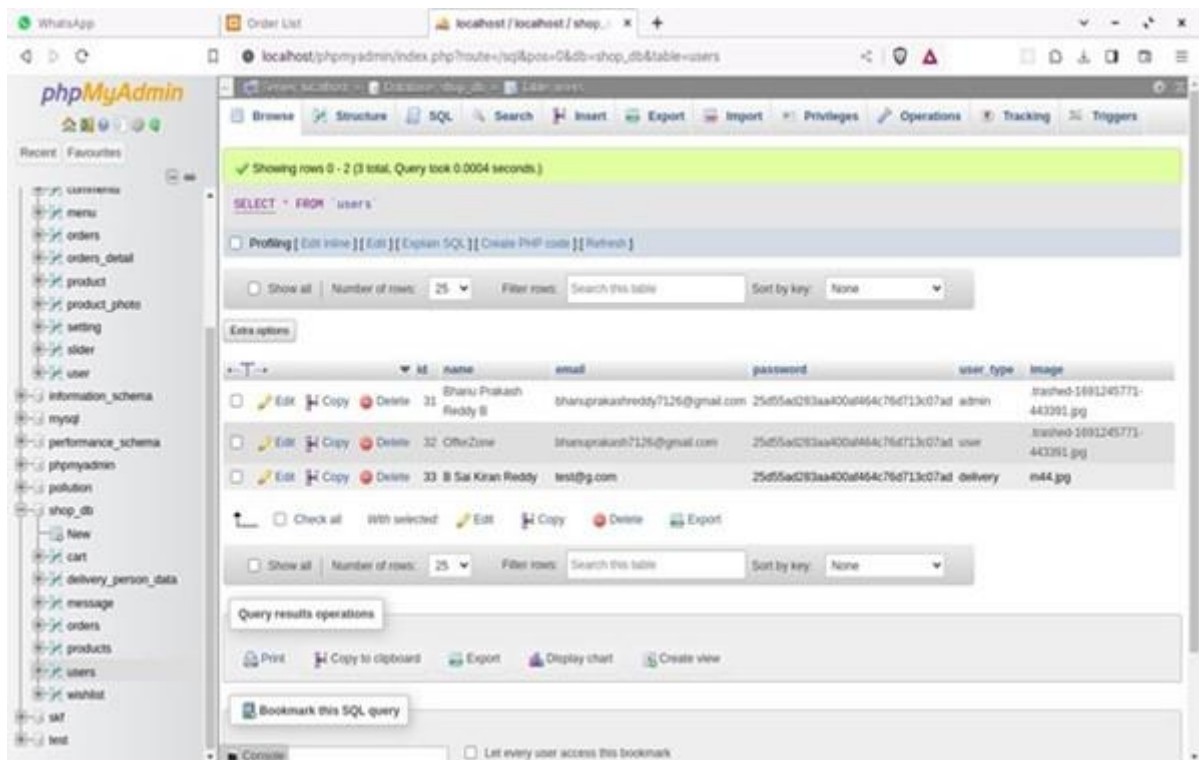 WhatsApp Order List localhost / localhost / shop_
localhost/phpmyadmin/index.php?route=/sql&pos=0&db=shop_db&table=users
phpMyAdmin
Recent Favourites
comments
menu
orders
orders_detail
product
product_photo
setting
slider
user
information_schema
mysql
performance_schema
phpmyadmin
pollution
shop_db
New
cart
delivery_person_data
message
orders
products
users
wishlist
skf
test
Browse Structure SQL Search Insert Export Import Privileges Operations Tracking Triggers
Showing rows 0 - 2 (3 total, Query took 0.0004 seconds.)
SELECT * FROM `users`
Profiling [ Edit inline ] [ Edit ] [ Explain SQL ] [ Create PHP code ] [ Refresh ]
Show all Number of rows: 25 Filter rows: Search this table Sort by key: None
Extra options
id name email password user_type image
Edit Copy Delete 31 Bhanu Prakash Reddy B bhanuprakashreddy7126@gmail.com admin .trashed-1691245771-443391.jpg
Edit Copy Delete 32 OfferZone bhanuprakash7126@gmail.com user .trashed-1691245771-443391.jpg
Edit Copy Delete 33 B Sai Kiran Reddy test@g.com delivery m44.jpg
Check all With selected: Edit Copy Delete Export
Show all Number of rows: 25 Filter rows: Search this table Sort by key: None
Query results operations
Print Copy to clipboard Export Display chart Create view
Bookmark this SQL query
Console Let every user access this bookmark